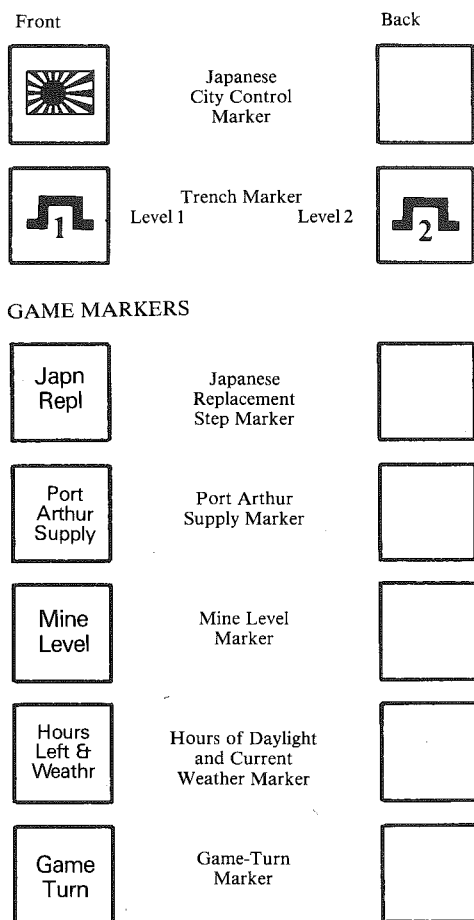 Front Back
Japanese
City Control
Marker
Trench Marker
Level 1 Level 2
1 2
GAME MARKERS
Japn
Repl
Japanese
Replacement
Step Marker
Port
Arthur
Supply
Port Arthur
Supply Marker
Mine
Level
Mine Level
Marker
Hours
Left &
Weathr
Hours of Daylight
and Current
Weather Marker
Game
Turn
Game-Turn
Marker